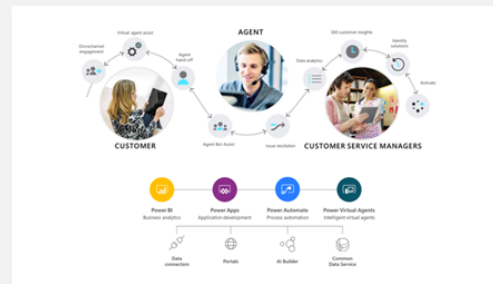 AGENT
Virtual agent assist
360 customer insights
Identify
solutions
Omnichannel
engagement
Agent
hand-off
Data analytics
Activate
Agent Bot Assist
Issue resolution
CUSTOMER
CUSTOMER SERVICE MANAGERS
Power BI
Business analytics
Power Apps
Application development
Power Automate
Process automation
Power Virtual Agents
Intelligent virtual agents
Data
connectors
Portals
AI Builder
Common
Data Service